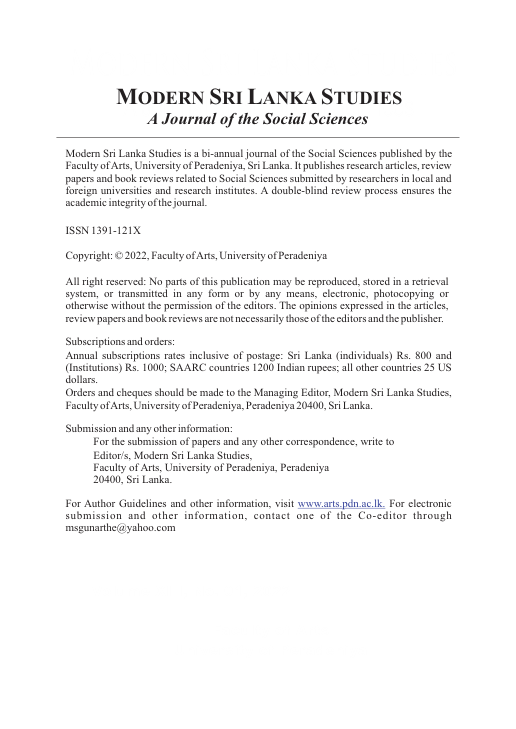 MODERN SRI LANKA STUDIES
A Journal of the Social Sciences
Modern Sri Lanka Studies is a bi-annual journal of the Social Sciences published by the
Faculty of Arts, University of Peradeniya, Sri Lanka. It publishes research articles, review
papers and book reviews related to Social Sciences submitted by researchers in local and
foreign universities and research institutes. A double-blind review process ensures the
academic integrity of the journal.
ISSN 1391-121X
Copyright: © 2022, Faculty of Arts, University of Peradeniya
All right reserved: No parts of this publication may be reproduced, stored in a retrieval
system, or transmitted in any form or by any means, electronic, photocopying or
otherwise without the permission of the editors. The opinions expressed in the articles,
review papers and book reviews are not necessarily those of the editors and the publisher.
Subscriptions and orders:
Annual subscriptions rates inclusive of postage: Sri Lanka (individuals) Rs. 800 and
(Institutions) Rs. 1000; SAARC countries 1200 Indian rupees; all other countries 25 US
dollars.
Orders and cheques should be made to the Managing Editor, Modern Sri Lanka Studies,
Faculty of Arts, University of Peradeniya, Peradeniya 20400, Sri Lanka.
Submission and any other information:
For the submission of papers and any other correspondence, write to
Editor/s, Modern Sri Lanka Studies,
Faculty of Arts, University of Peradeniya, Peradeniya
20400, Sri Lanka.
For Author Guidelines and other information, visit www.arts.pdn.ac.lk. For electronic
submission and other information, contact one of the Co-editor through
msgunarthe@yahoo.com